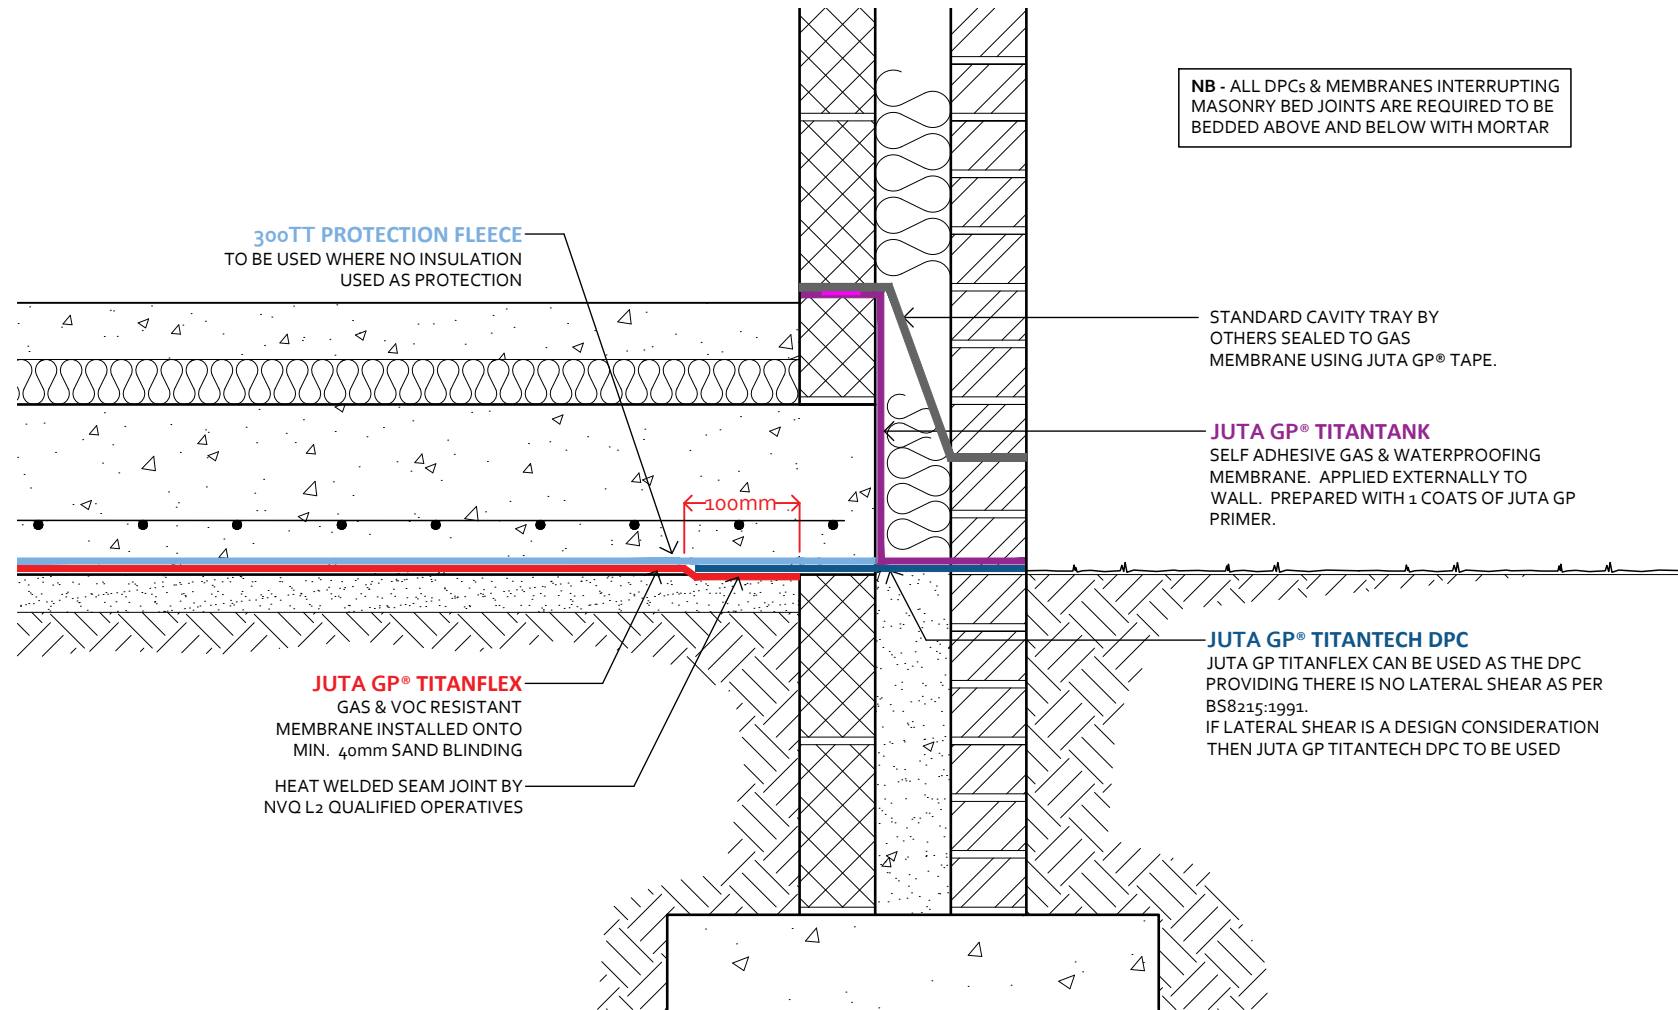 NB - ALL DPCs & MEMBRANES INTERRUPTING
MASONRY BED JOINTS ARE REQUIRED TO BE
BEDDED ABOVE AND BELOW WITH MORTAR
300TT PROTECTION FLEECE
TO BE USED WHERE NO INSULATION
USED AS PROTECTION
STANDARD CAVITY TRAY BY
OTHERS SEALED TO GAS
MEMBRANE USING JUTA GP® TAPE.
JUTA GP® TITANTANK
SELF ADHESIVE GAS & WATERPROOFING
MEMBRANE. APPLIED EXTERNALLY TO
WALL. PREPARED WITH 1 COATS OF JUTA GP
PRIMER.
100mm
JUTA GP® TITANTECH DPC
JUTA GP TITANFLEX CAN BE USED AS THE DPC
PROVIDING THERE IS NO LATERAL SHEAR AS PER
BS8215:1991.
IF LATERAL SHEAR IS A DESIGN CONSIDERATION
THEN JUTA GP TITANTECH DPC TO BE USED
JUTA GP® TITANFLEX
GAS & VOC RESISTANT
MEMBRANE INSTALLED ONTO
MIN. 40mm SAND BLINDING
HEAT WELDED SEAM JOINT BY
NVQ L2 QUALIFIED OPERATIVES